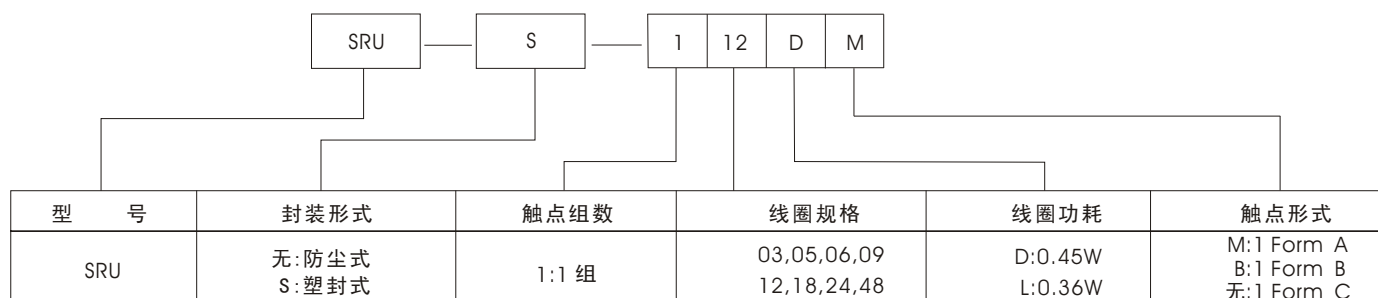 SRU S 1 12 D M
型 号 封装形式 触点组数 线圈规格 线圈功耗 触点形式
SRU
无:防尘式
S:塑封式
1:1 组
03,05,06,09
12,18,24,48
D:0.45W
L:0.36W
M:1 Form A
B:1 Form B
无:1 Form C